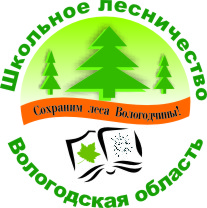 Школьное лесничество
Сохраним леса Вологодчины!
Вологодская область